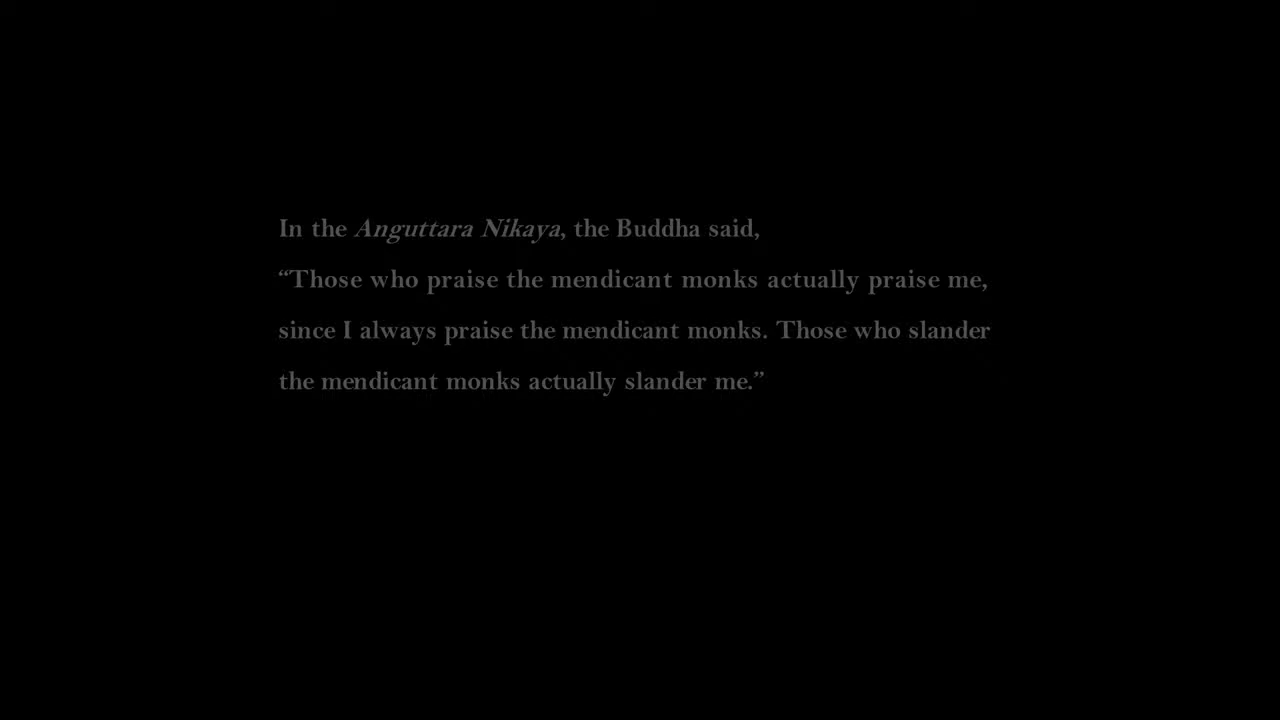 In the Anguttara Nikaya, the Buddha said,
“Those who praise the mendicant monks actually praise me,
since I always praise the mendicant monks. Those who slander
the mendicant monks actually slander me.”